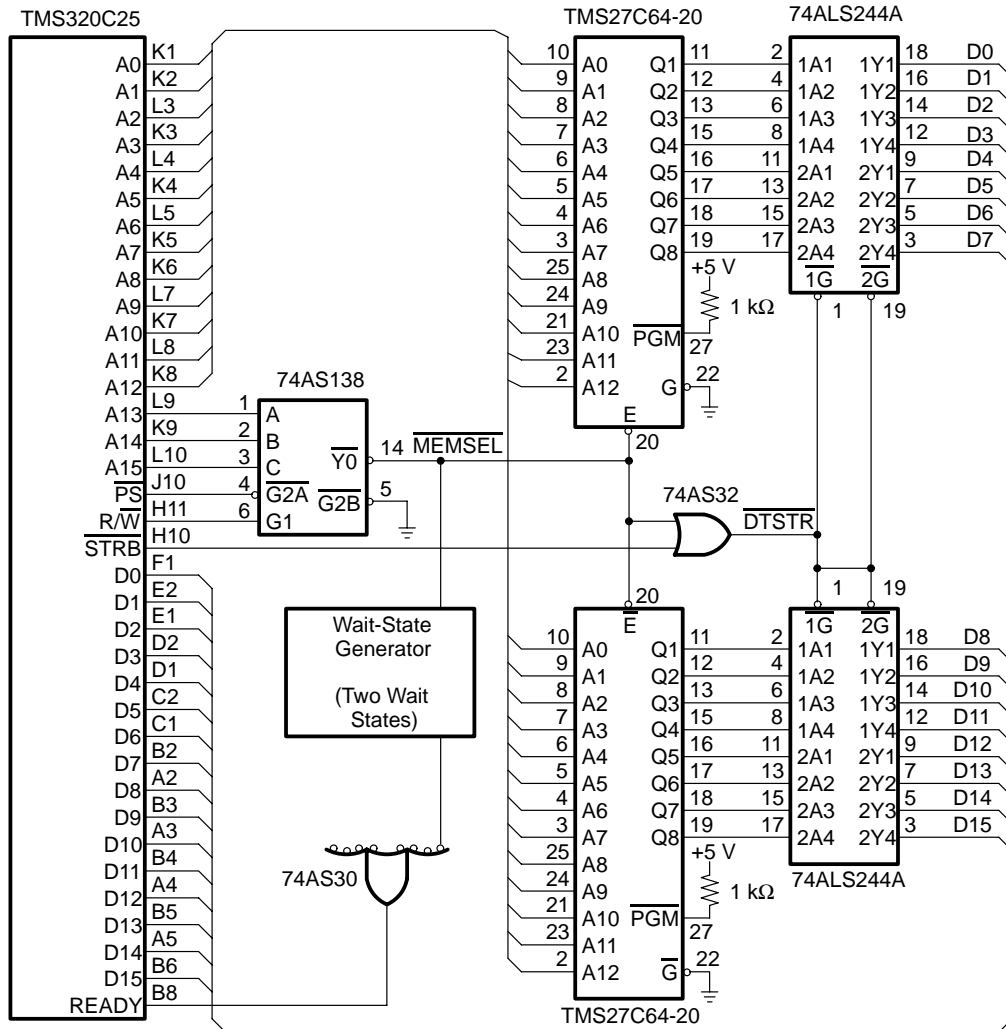 TMS320C25
TMS27C64-20
74ALS244A
A0 K1
A1 K2
A2 L3
A3 K3
A4 L4
A5 K4
A6 L5
A7 K5
A8 K6
A9 L7
A10 K7
A11 L8
A12 K8
A13 L9
A14 K9
A15 L10
PS J10
R/W H11
STRB H10
D0 F1
D1 E2
D2 E1
D3 D2
D4 D1
D5 C2
D6 C1
D7 B2
D8 A2
D9 B3
D10 A3
D11 B4
D12 A4
D13 B5
D14 A5
D15 B6
READY B8
10 A0 Q1 11
9 A1 Q2 12
8 A2 Q3 13
7 A3 Q4 15
6 A4 Q5 16
5 A5 Q6 17
4 A6 Q7 18
3 A7 Q8 19
25 A8
24 A9
21 A10 PGM 27
23 A11
2 A12 G 22
E
20
+5 V
1 kΩ
2 1A1 1Y1 18 D0
4 1A2 1Y2 16 D1
6 1A3 1Y3 14 D2
8 1A4 1Y4 12 D3
11 2A1 2Y1 9 D4
13 2A2 2Y2 7 D5
15 2A3 2Y3 5 D6
17 2A4 2Y4 3 D7
1G 2G
1 19
74AS138
1 A
2 B Y0 14 MEMSEL
3 C
4 G2A G2B 5
6 G1
74AS32
DTSTR
Wait-State
Generator
(Two Wait
States)
74AS30
20
E
10 A0 Q1 11
9 A1 Q2 12
8 A2 Q3 13
7 A3 Q4 15
6 A4 Q5 16
5 A5 Q6 17
4 A6 Q7 18
3 A7 Q8 19
25 A8
24 A9
21 A10 PGM 27
23 A11
2 A12 G 22
+5 V
1 kΩ
TMS27C64-20
1 19
1G 2G
2 1A1 1Y1 18 D8
4 1A2 1Y2 16 D9
6 1A3 1Y3 14 D10
8 1A4 1Y4 12 D11
11 2A1 2Y1 9 D12
13 2A2 2Y2 7 D13
15 2A3 2Y3 5 D14
17 2A4 2Y4 3 D15
74ALS244A